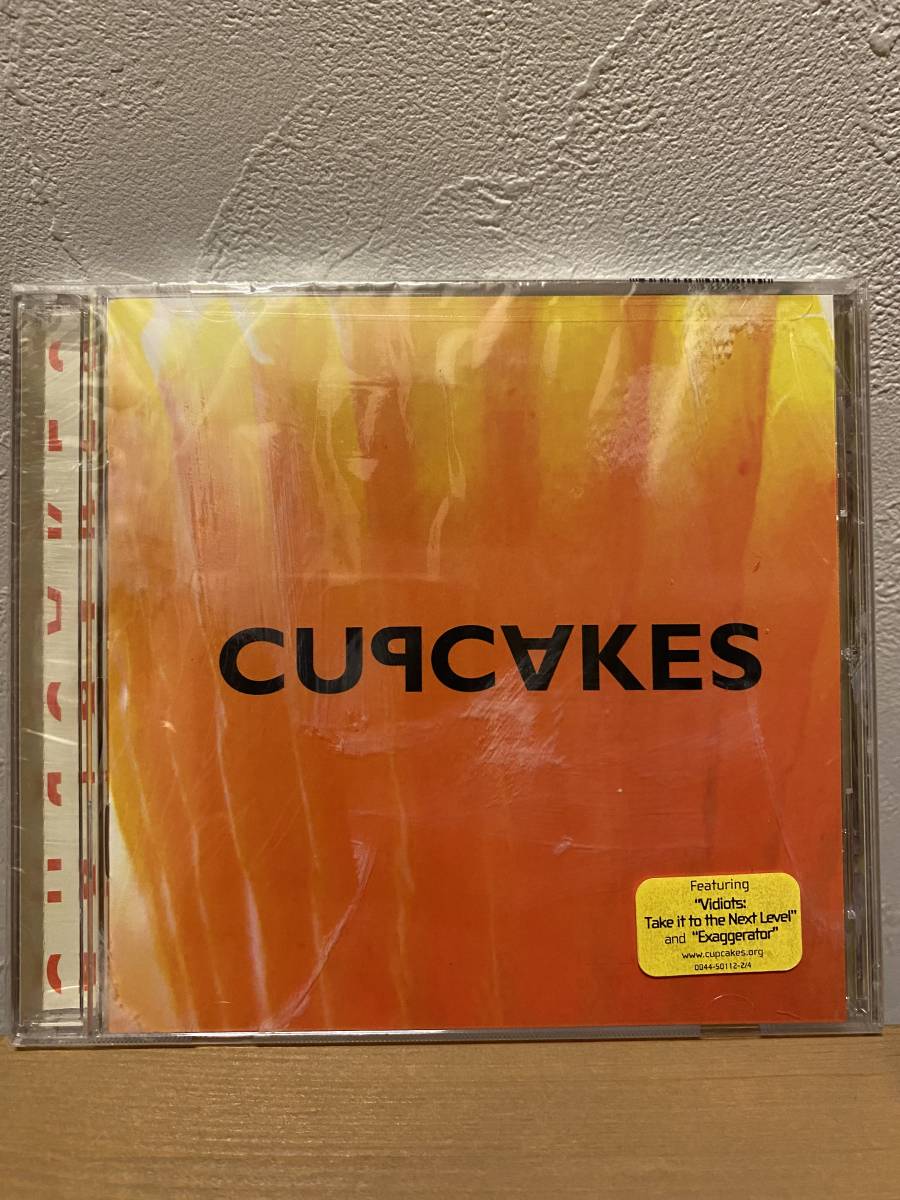 CUPCAKES
Featuring
"Vidiots:
Take it to the Next Level"
and "Exaggerator"
www.cupcakes.org
0044-50112-2/4